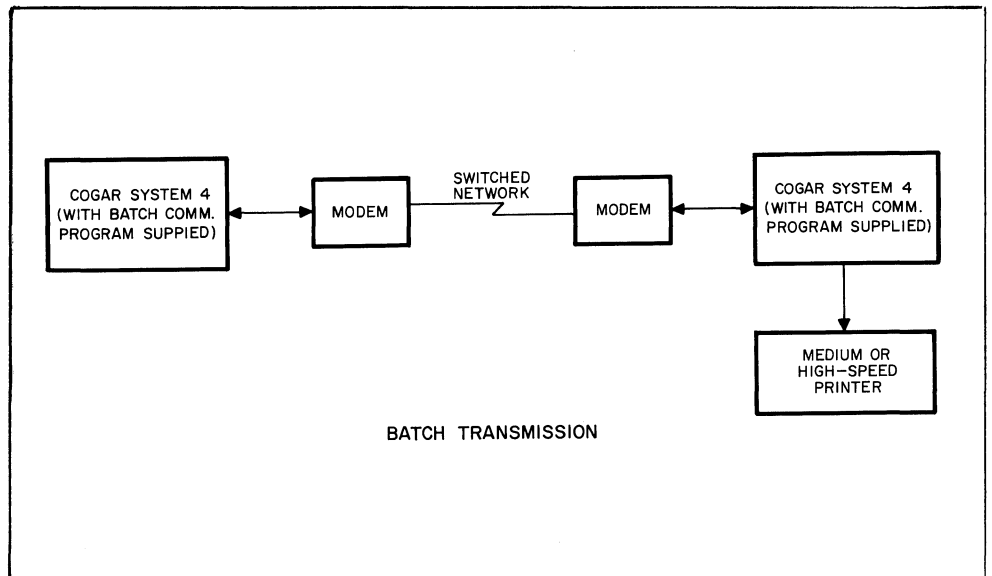 COGAR SYSTEM 4
(WITH BATCH COMM.
PROGRAM SUPPIED)
MODEM
SWITCHED
NETWORK
MODEM
COGAR SYSTEM 4
(WITH BATCH COMM.
PROGRAM SUPPLIED)
MEDIUM OR
HIGH-SPEED
PRINTER
BATCH TRANSMISSION